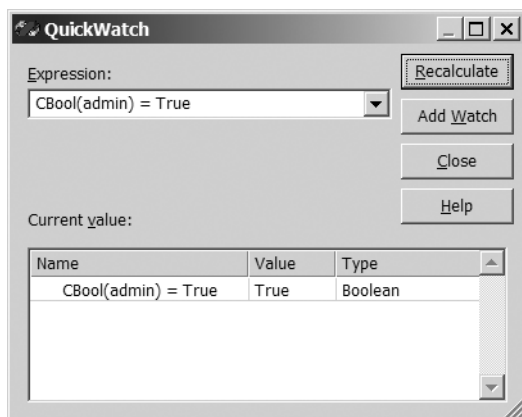 QuickWatch
Expression:
CBool(admin) = True
Recalculate
Add Watch
Close
Help
Current value:
Name Value Type
CBool(admin) = True True Boolean